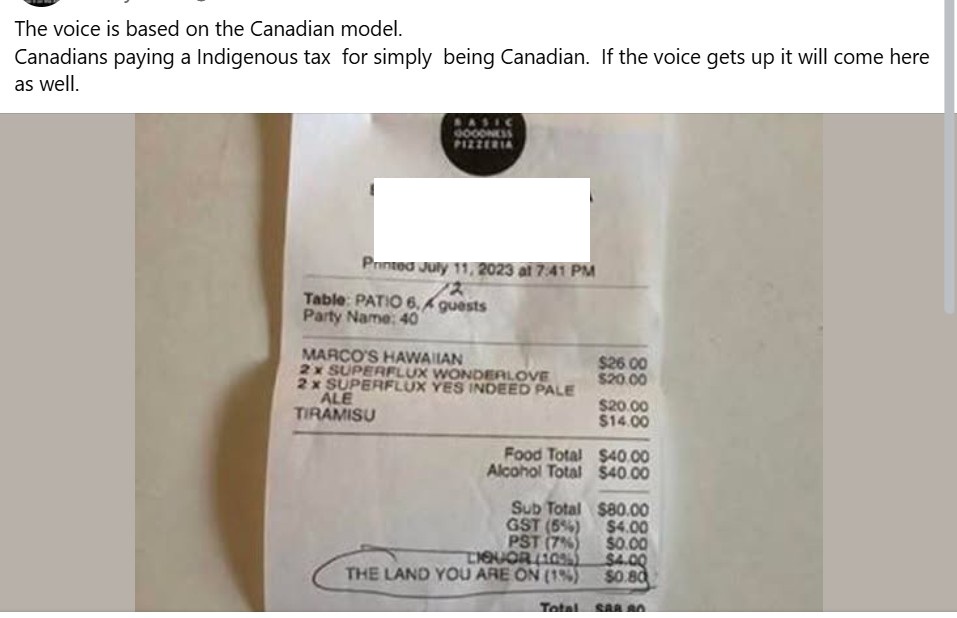 The voice is based on the Canadian model.
Canadians paying a Indigenous tax for simply being Canadian. If the voice gets up it will come here
as well.
BASIC
GOODNESS
PIZZERIA
Printed July 11, 2023 at 7:41 PM
12
Table: PATIO 6, guests
Party Name: 40
MARCO'S HAWAIIAN $26.00
2 x SUPERFLUX WONDERLOVE $20.00
2 x SUPERFLUX YES INDEED PALE
ALE $20.00
TIRAMISU $14.00
Food Total $40.00
Alcohol Total $40.00
Sub Total $80.00
GST (5%) $4.00
PST (7%) $0.00
LIQUOR (10%) $4.00
THE LAND YOU ARE ON (1%) $0.80
Total $88.80